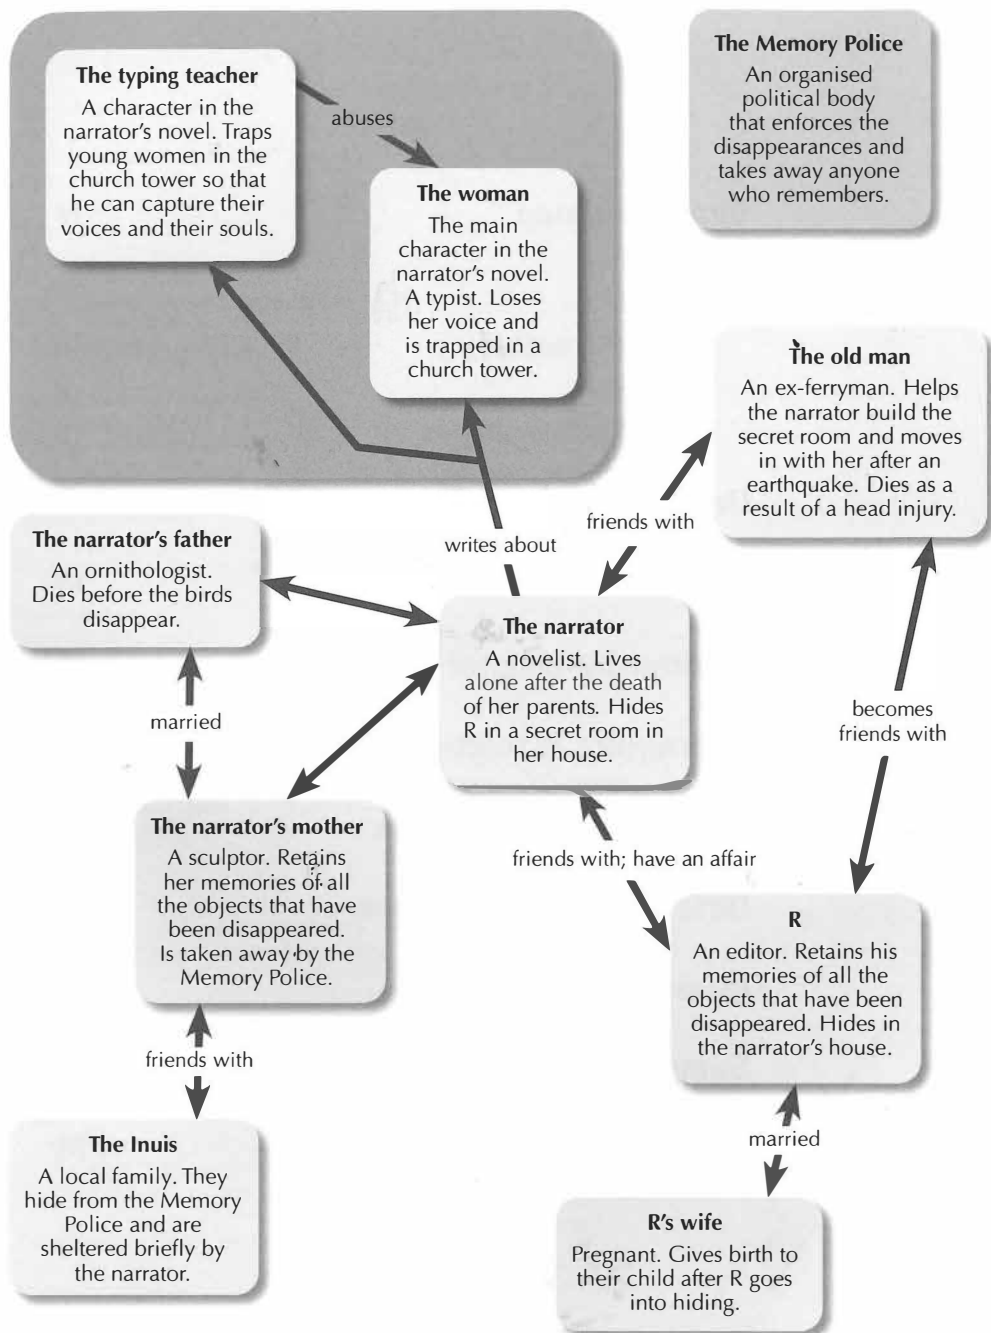 The typing teacher
A character in the
narrator's novel. Traps
young women in the
church tower so that
he can capture their
voices and their souls.
abuses
The woman
The main
character in the
narrator's novel.
A typist. Loses
her voice and
is trapped in a
church tower.
The Memory Police
An organised
political body
that enforces the
disappearances and
takes away anyone
who remembers.
The old man
An ex-ferryman. Helps
the narrator build the
secret room and moves
in with her after an
earthquake. Dies as a
result of a head injury.
friends with
writes about
The narrator's father
An ornithologist.
Dies before the birds
disappear.
The narrator
A novelist. Lives
alone after the death
of her parents. Hides
R in a secret room in
her house.
married
becomes
friends with
The narrator's mother
A sculptor. Retains
her memories of all
the objects that have
been disappeared.
Is taken away by the
Memory Police.
friends with; have an affair
R
An editor. Retains his
memories of all the
objects that have been
disappeared. Hides in
the narrator's house.
friends with
The Inuis
A local family. They
hide from the Memory
Police and are
sheltered briefly by
the narrator.
married
R's wife
Pregnant. Gives birth to
their child after R goes
into hiding.